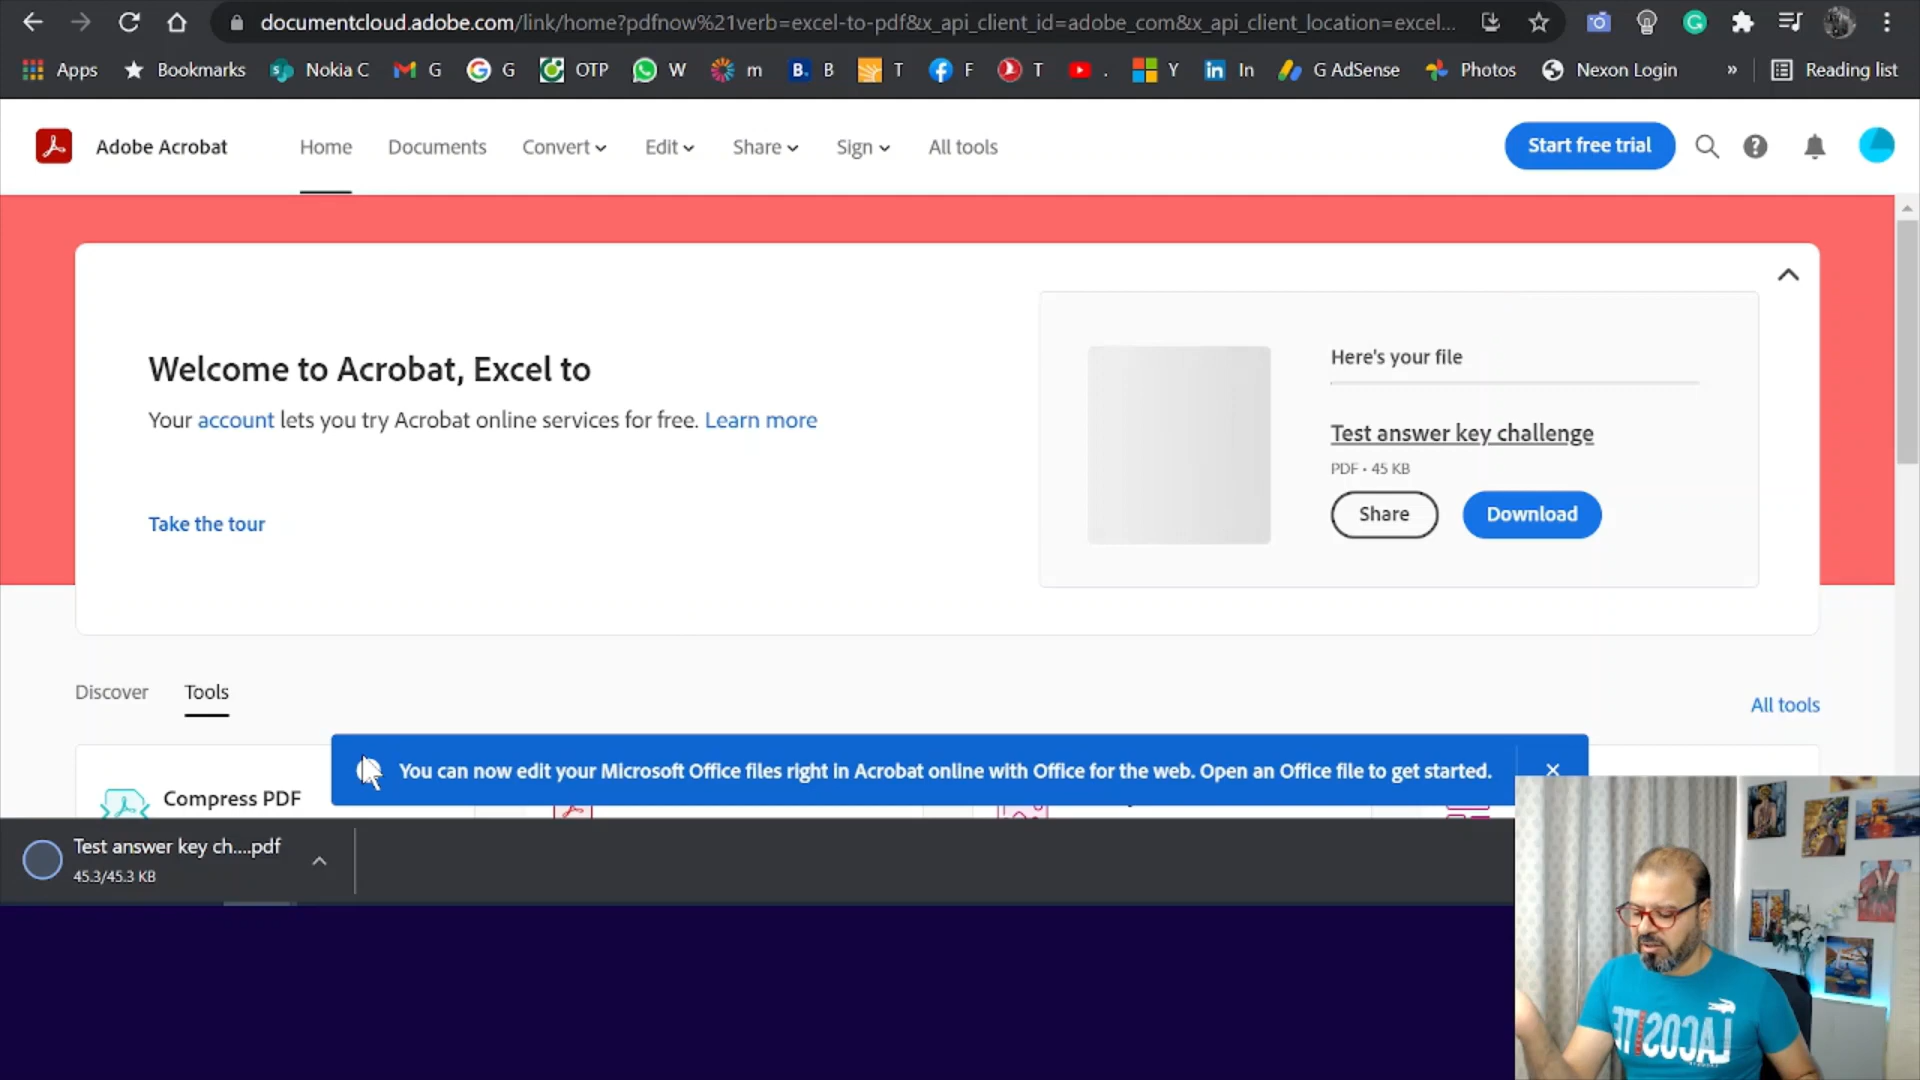 documentcloud.adobe.com/link/home?pdfnow%21verb=excel-to-pdf&x_api_client_id=adobe_com&x_api_client_location=excel...
Apps Bookmarks Nokia C G G OTP W m B. B T F T . Y in In G AdSense Photos Nexon Login » Reading list
Adobe Acrobat Home Documents Convert Edit Share Sign All tools Start free trial
Welcome to Acrobat, Excel to
Your account lets you try Acrobat online services for free. Learn more
Take the tour
Here's your file
Test answer key challenge
PDF • 45 KB
Share Download
Discover Tools All tools
You can now edit your Microsoft Office files right in Acrobat online with Office for the web. Open an Office file to get started.
Compress PDF
Test answer key ch....pdf
45.3/45.3 KB
LACOSTE